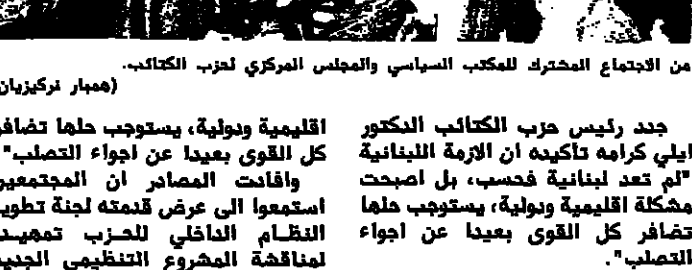 من الاجتماع المشترك للمكتب السياسي والمجلس المركزي لحزب الكتائب.
(همبار نركيزيان
جدد رئيس حزب الكتائب الدكتور
ايلي كرامه تأكيده ان الازمة اللبنانية
"لم تعد لبنانية فحسب، بل اصبحت
مشكلة اقليمية ودولية، يستوجب حلها
تضافر كل القوى بعيدا عن اجواء
التصلب".
اقليمية ودولية، يستوجب حلها تضافر
كل القوى بعيدا عن اجواء التصلب"
وافادت المصادر ان المجتمعين
استمعوا الى عرض قدمته لجنة تطوير
النظام الداخلي للحزب تمهيدا
لمناقشة المشروع التنظيمي الجديد